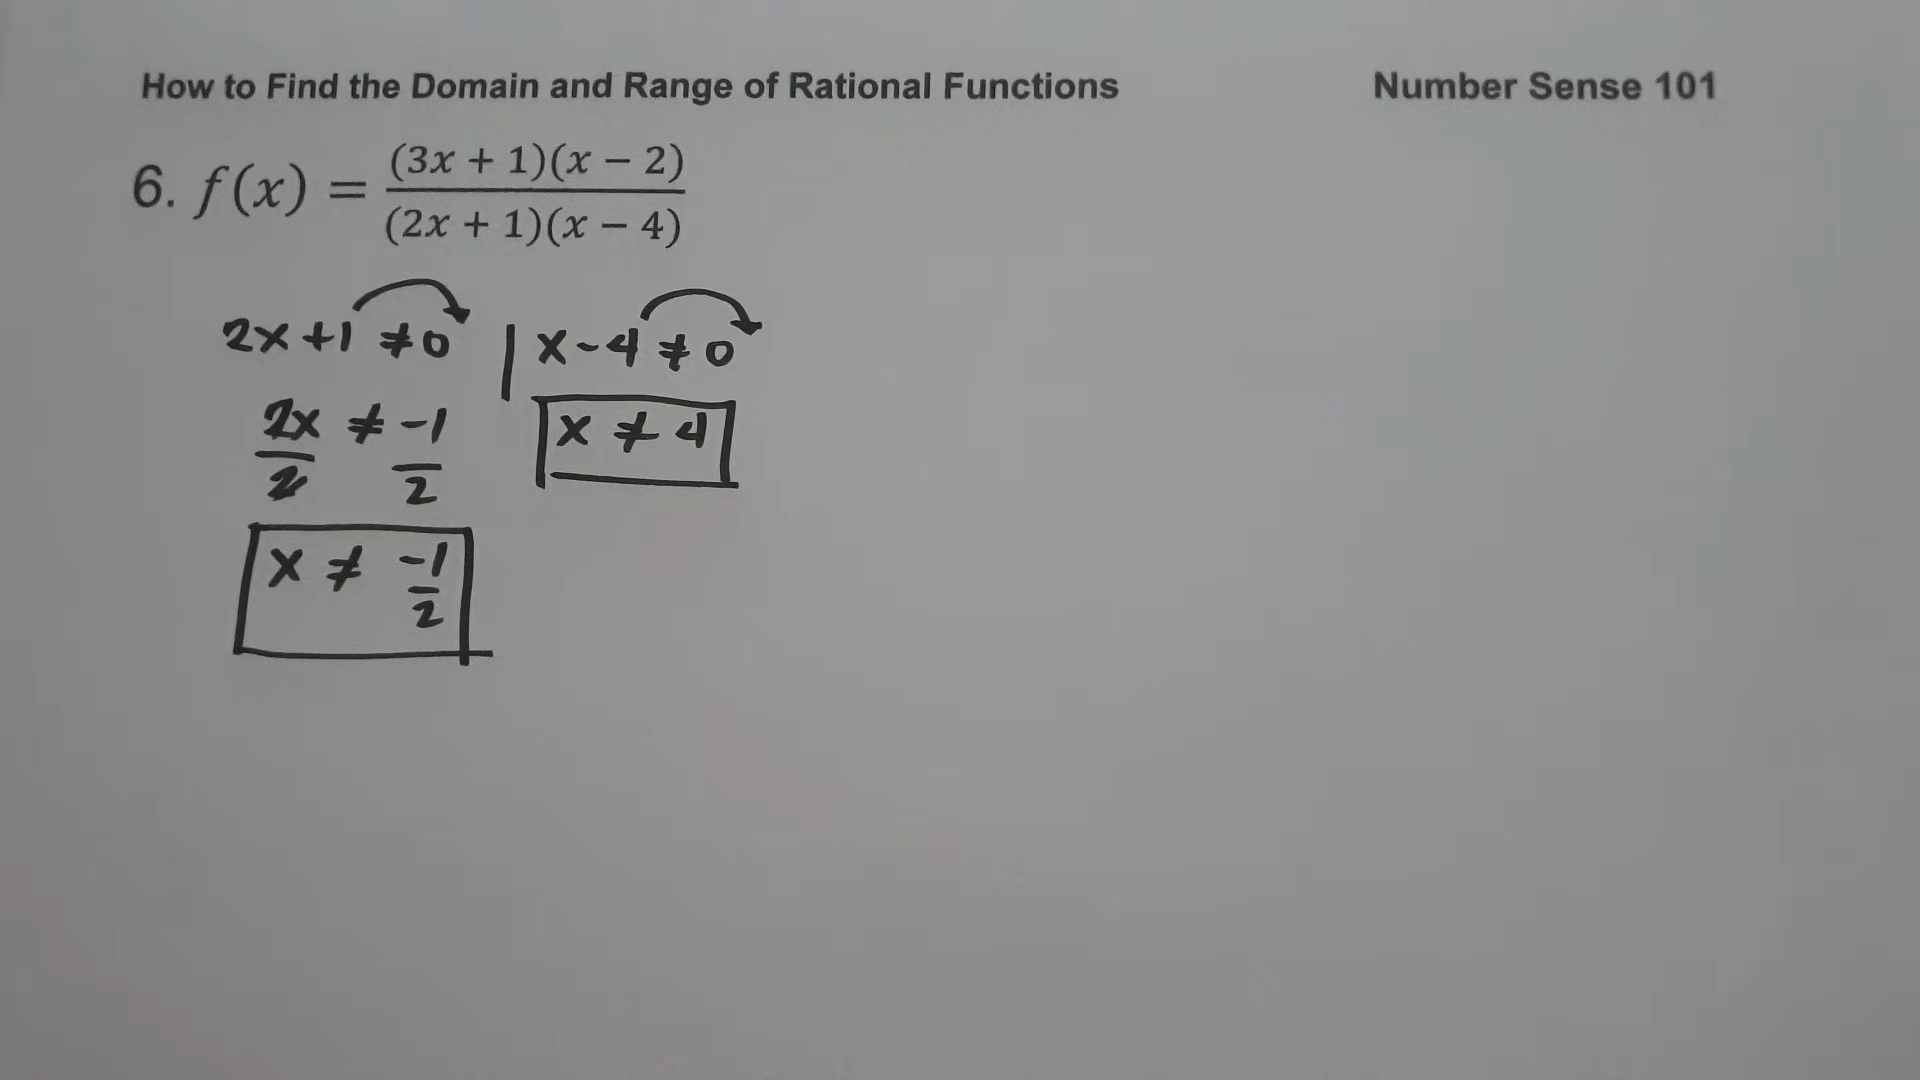 How to Find the Domain and Range of Rational Functions Number Sense 101
6. f(x) = (3x + 1)(x − 2) / (2x + 1)(x − 4)
2x + 1 ≠ 0 | x - 4 ≠ 0
2x/2 ≠ -1/2
x ≠ 4
x ≠ -1/2